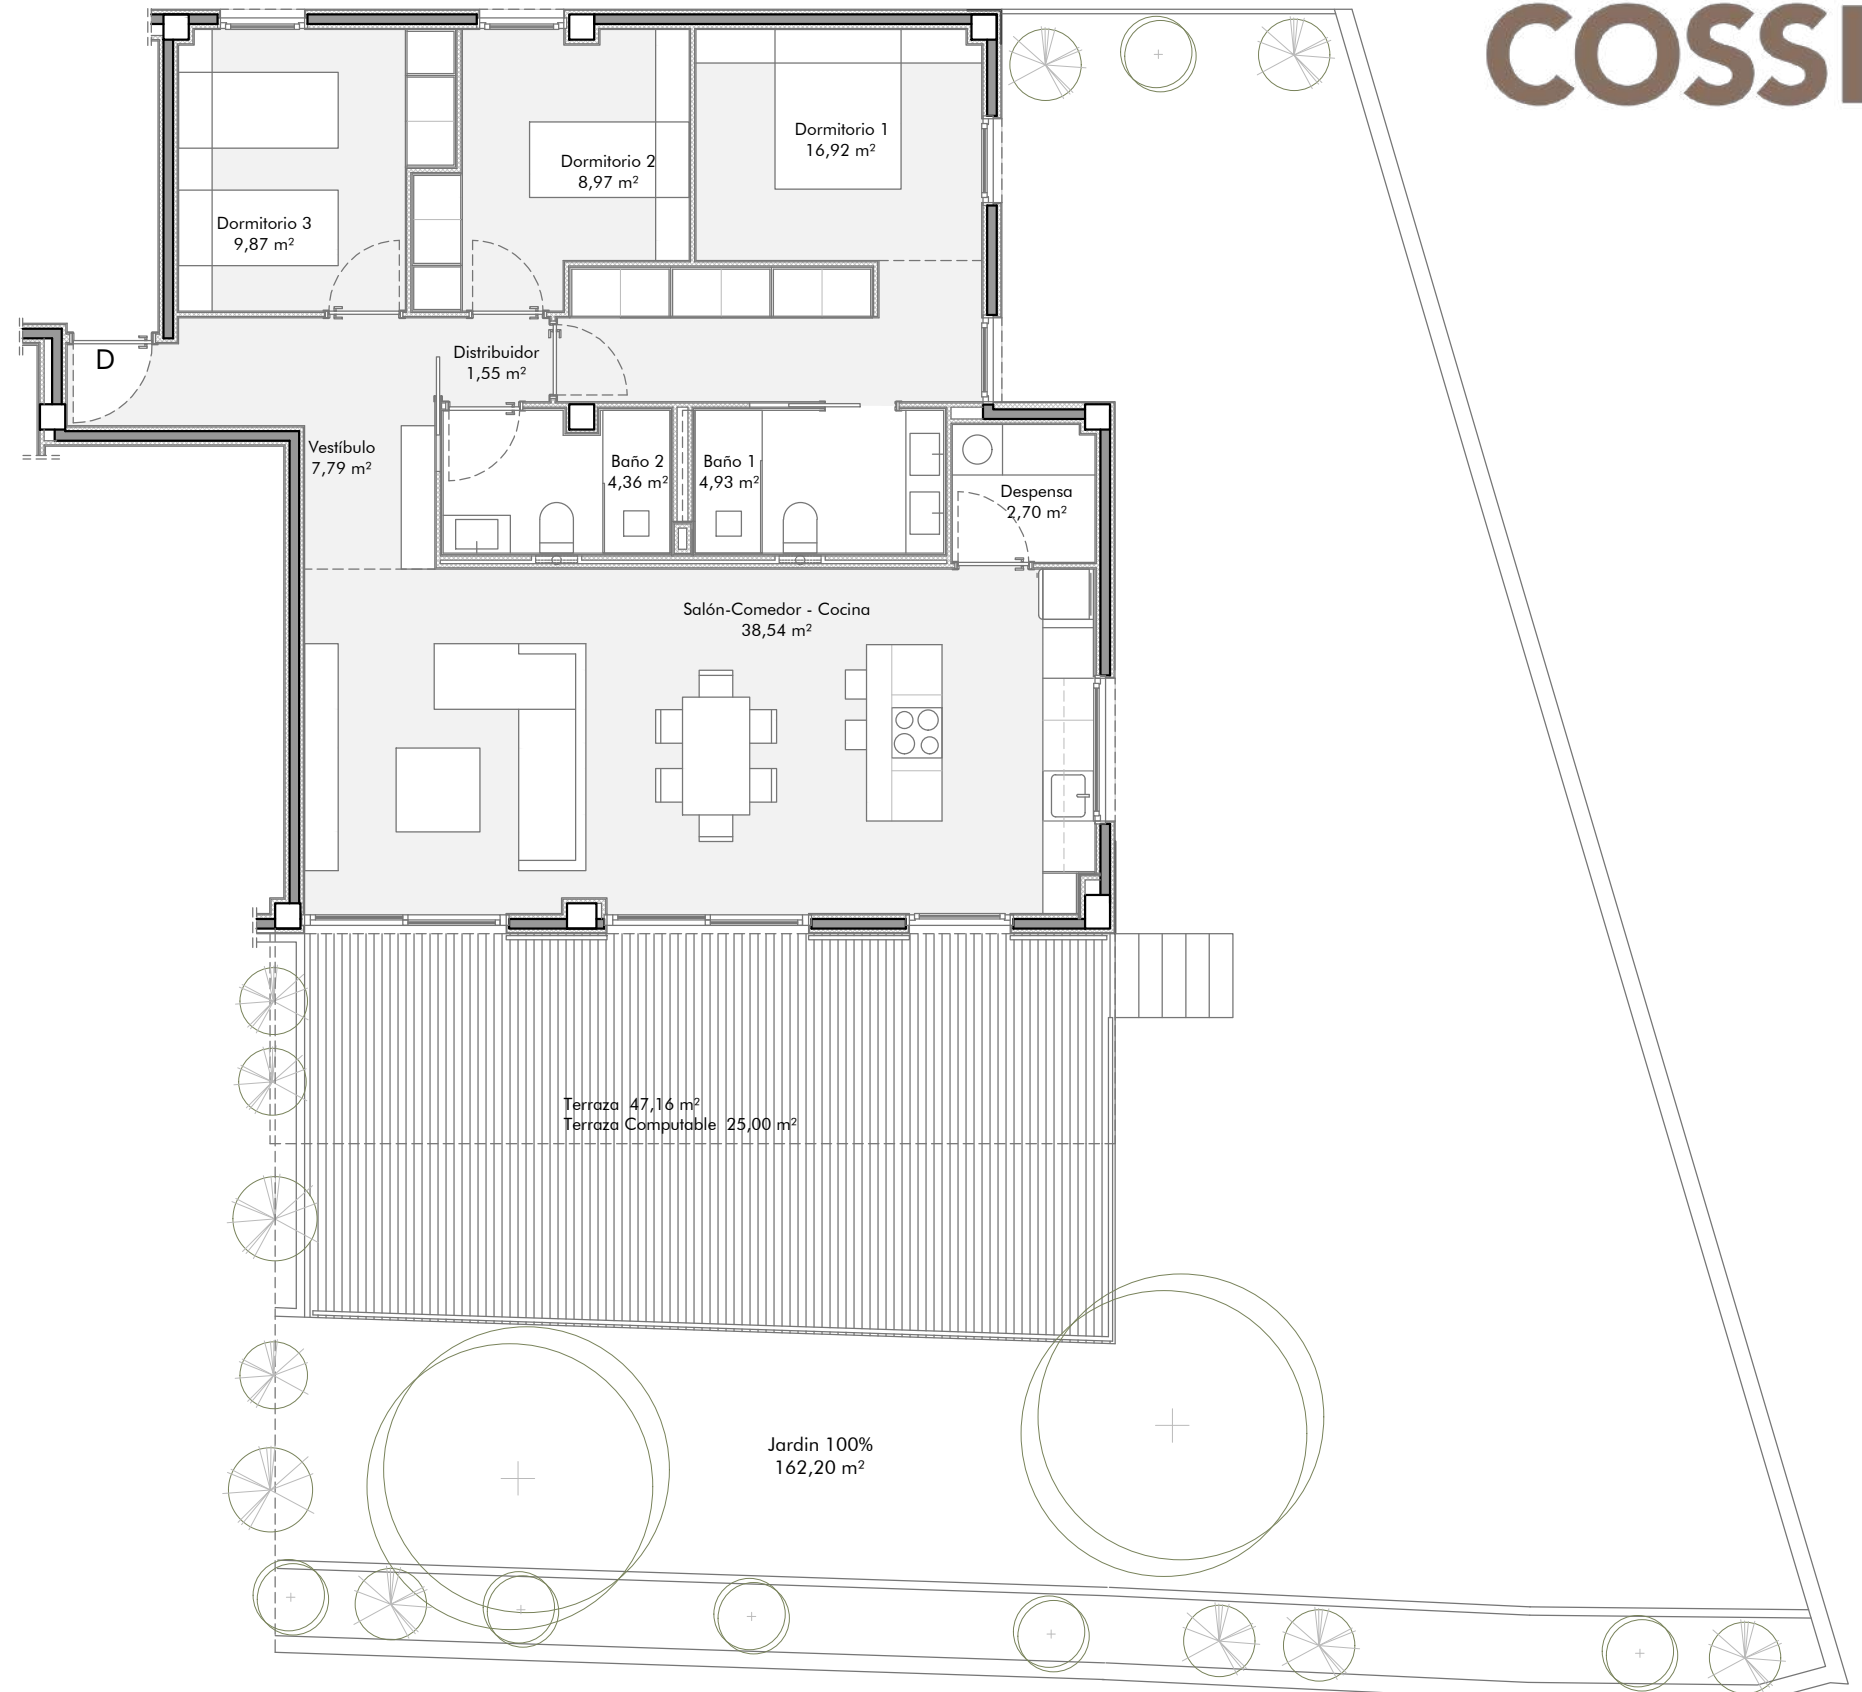 COSSI
Dormitorio 1
16,92 m²
Dormitorio 2
8,97 m²
Dormitorio 3
9,87 m²
D
Distribuidor
1,55 m²
Vestíbulo
7,79 m²
Baño 2
4,36 m²
Baño 1
4,93 m²
Despensa
2,70 m²
Salón-Comedor - Cocina
38,54 m²
Terraza 47,16 m²
Terraza Computable 25,00 m²
Jardin 100%
162,20 m²